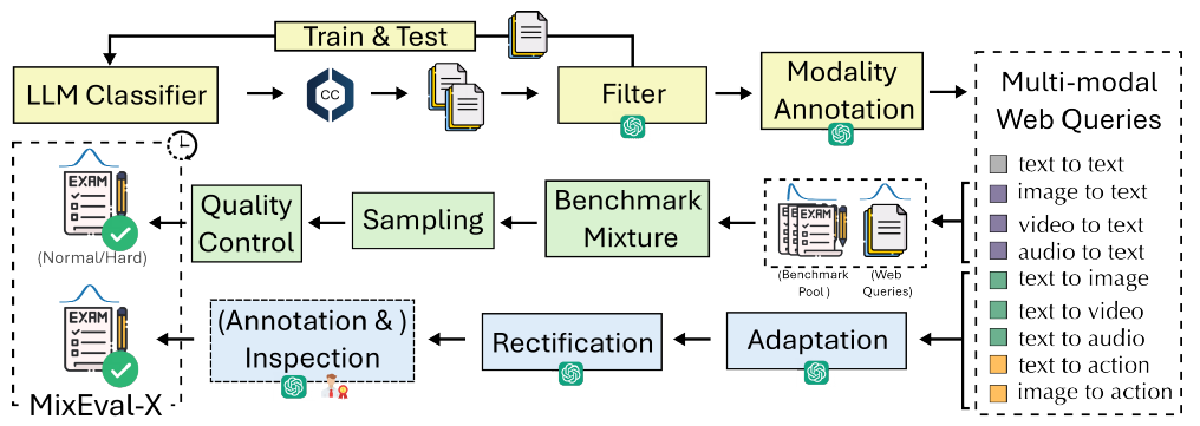 Train & Test
LLM Classifier
CC
Filter
Modality
Annotation
Multi-modal
Web Queries
text to text
image to text
video to text
audio to text
text to image
text to video
text to audio
text to action
image to action
EXAM
(Normal/Hard)
Quality
Control
Sampling
Benchmark
Mixture
EXAM
(Benchmark
Pool )
(Web
Queries)
EXAM
(Annotation & )
Inspection
Rectification
Adaptation
MixEval-X